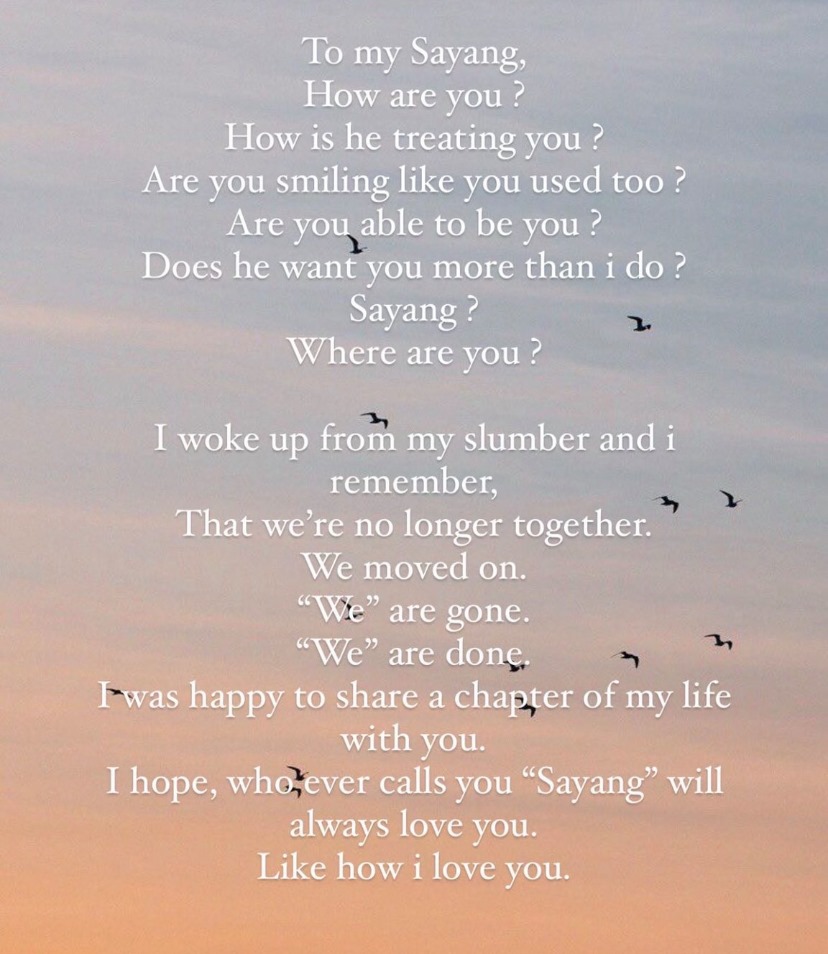 To my Sayang,
How are you ?
How is he treating you ?
Are you smiling like you used too ?
Are you able to be you ?
Does he want you more than i do ?
Sayang ?
Where are you ?
I woke up from my slumber and i
remember,
That we’re no longer together.
We moved on.
“We” are gone.
“We” are done.
I was happy to share a chapter of my life
with you.
I hope, who ever calls you “Sayang” will
always love you.
Like how i love you.